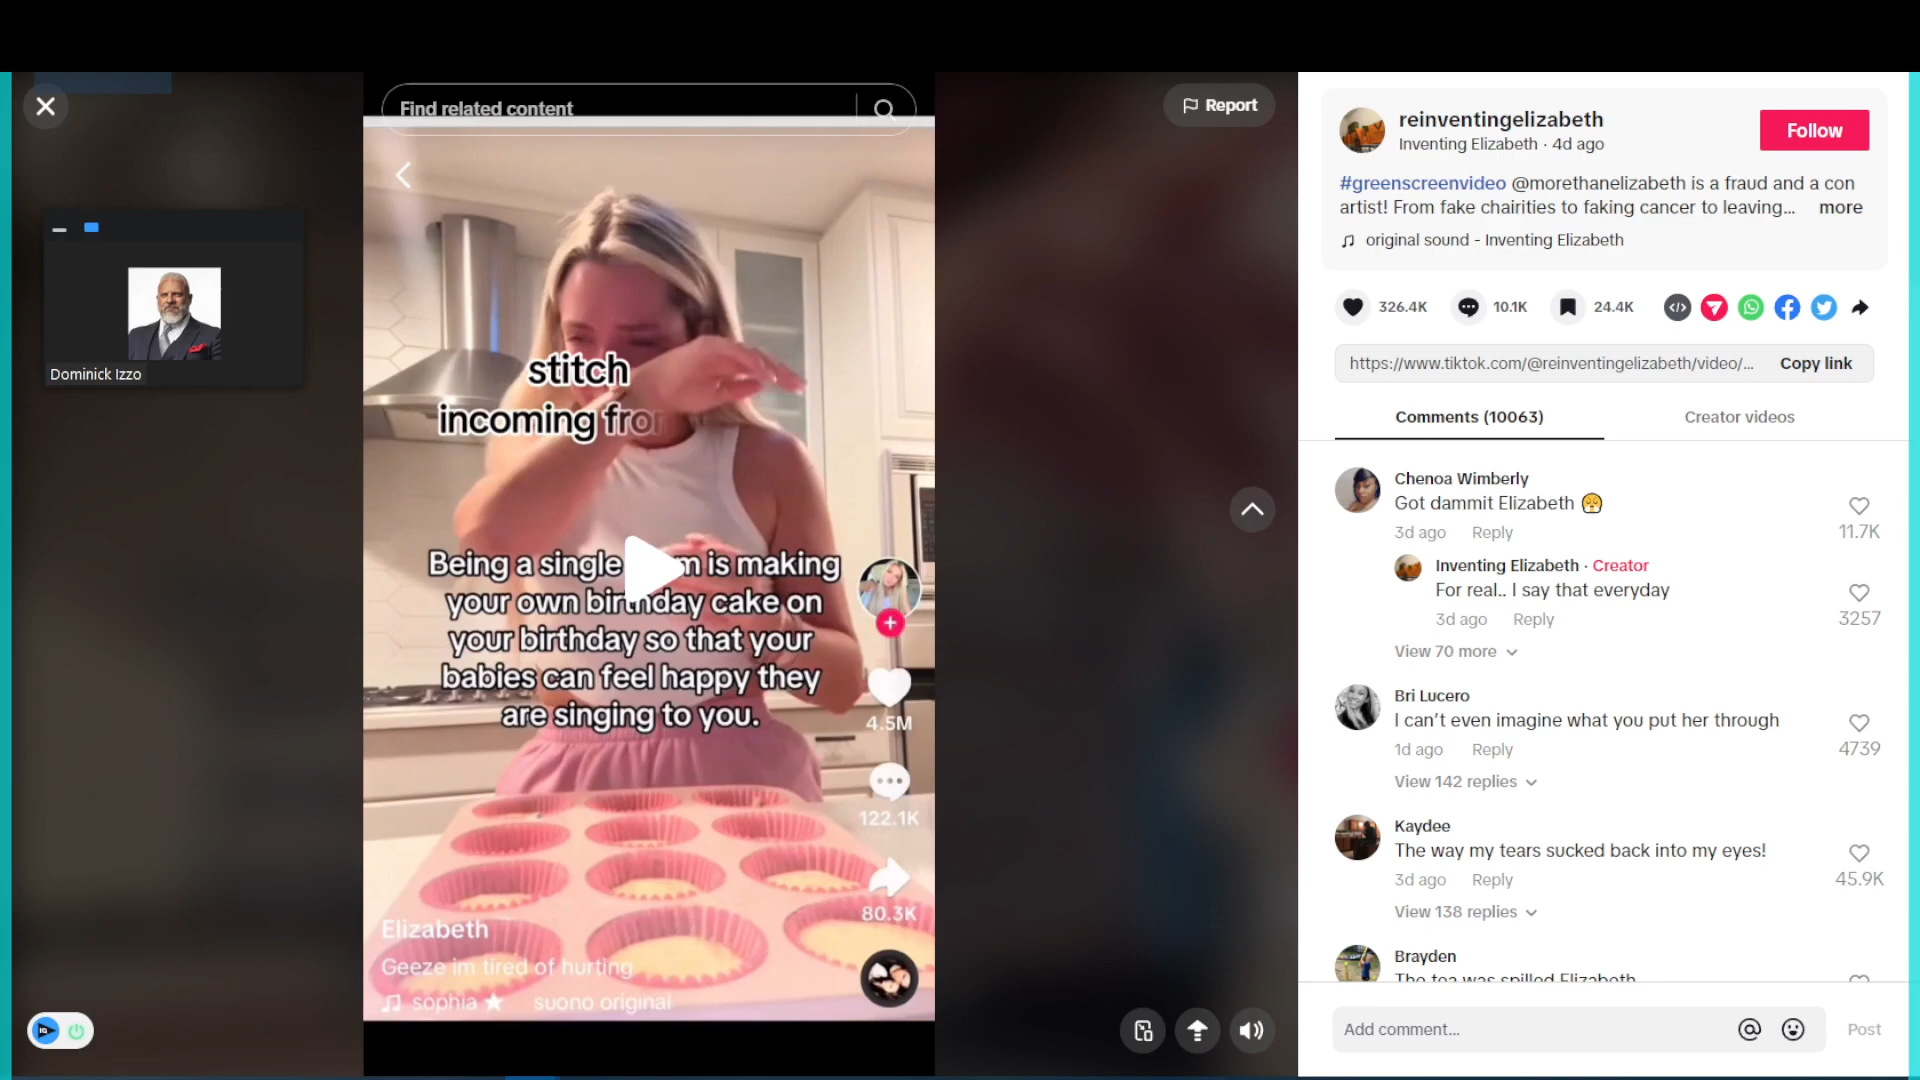 Find related content
Report
Dominick Izzo
stitch
incoming from
Being a single mom is making
your own birthday cake on
your birthday so that your
babies can feel happy they
are singing to you.
4.5M
122.1K
80.3K
Elizabeth
Geeze im tired of hurting
sophia ★ suono original
reinventingelizabeth
Inventing Elizabeth · 4d ago
Follow
#greenscreenvideo @morethanelizabeth is a fraud and a con
artist! From fake chairities to faking cancer to leaving... more
original sound - Inventing Elizabeth
326.4K 10.1K 24.4K
https://www.tiktok.com/@reinventingelizabeth/video/... Copy link
Comments (10063) Creator videos
Chenoa Wimberly
Got dammit Elizabeth 😤
3d ago Reply 11.7K
Inventing Elizabeth · Creator
For real.. I say that everyday
3d ago Reply 3257
View 70 more
Bri Lucero
I can't even imagine what you put her through
1d ago Reply 4739
View 142 replies
Kaydee
The way my tears sucked back into my eyes!
3d ago Reply 45.9K
View 138 replies
Brayden
The tea was spilled Elizabeth
Add comment... Post